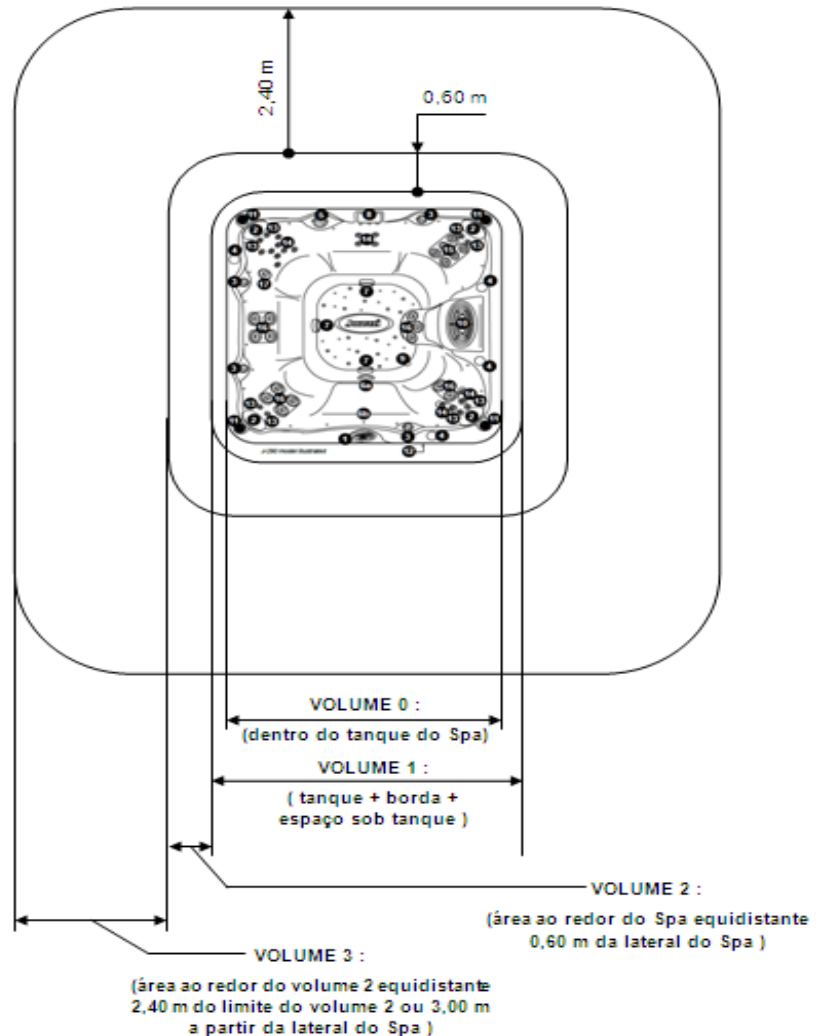 2,40 m
0,60 m
VOLUME 0 :
(dentro do tanque do Spa)
VOLUME 1 :
( tanque + borda +
espaço sob tanque )
VOLUME 2 :
(área ao redor do Spa equidistante
0,60 m da lateral do Spa )
VOLUME 3 :
(área ao redor do volume 2 equidistante
2,40 m do limite do volume 2 ou 3,00 m
a partir da lateral do Spa )